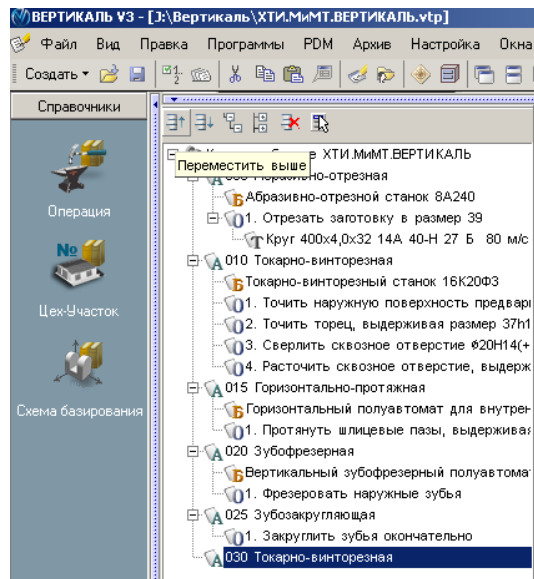 ВЕРТИКАЛЬ V3 - [J:\Вертикаль\ХТИ.МиМТ.ВЕРТИКАЛЬ.vtp]
Файл Вид Правка Программы PDM Архив Настройка Окна
Создать
Справочники
Переместить выше
ХТИ.МиМТ.ВЕРТИКАЛЬ
но-отрезная
Абразивно-отрезной станок 8А240
1. Отрезать заготовку в размер 39
Круг 400х4,0х32 14А 40-Н 27 Б 80 м/с
010 Токарно-винторезная
Токарно-винторезный станок 16К20Ф3
1. Точить наружную поверхность предвари
2. Точить торец, выдерживая размер 37h1
3. Сверлить сквозное отверстие ø20Н14(+
4. Расточить сквозное отверстие, выдерж
015 Горизонтально-протяжная
Горизонтальный полуавтомат для внутрен
1. Протянуть шлицевые пазы, выдерживая
020 Зубофрезерная
Вертикальный зубофрезерный полуавтома
1. Фрезеровать наружные зубья
025 Зубозакругляющая
1. Закруглить зубья окончательно
030 Токарно-винторезная
Операция
№
Цех-Участок
Схема базирования